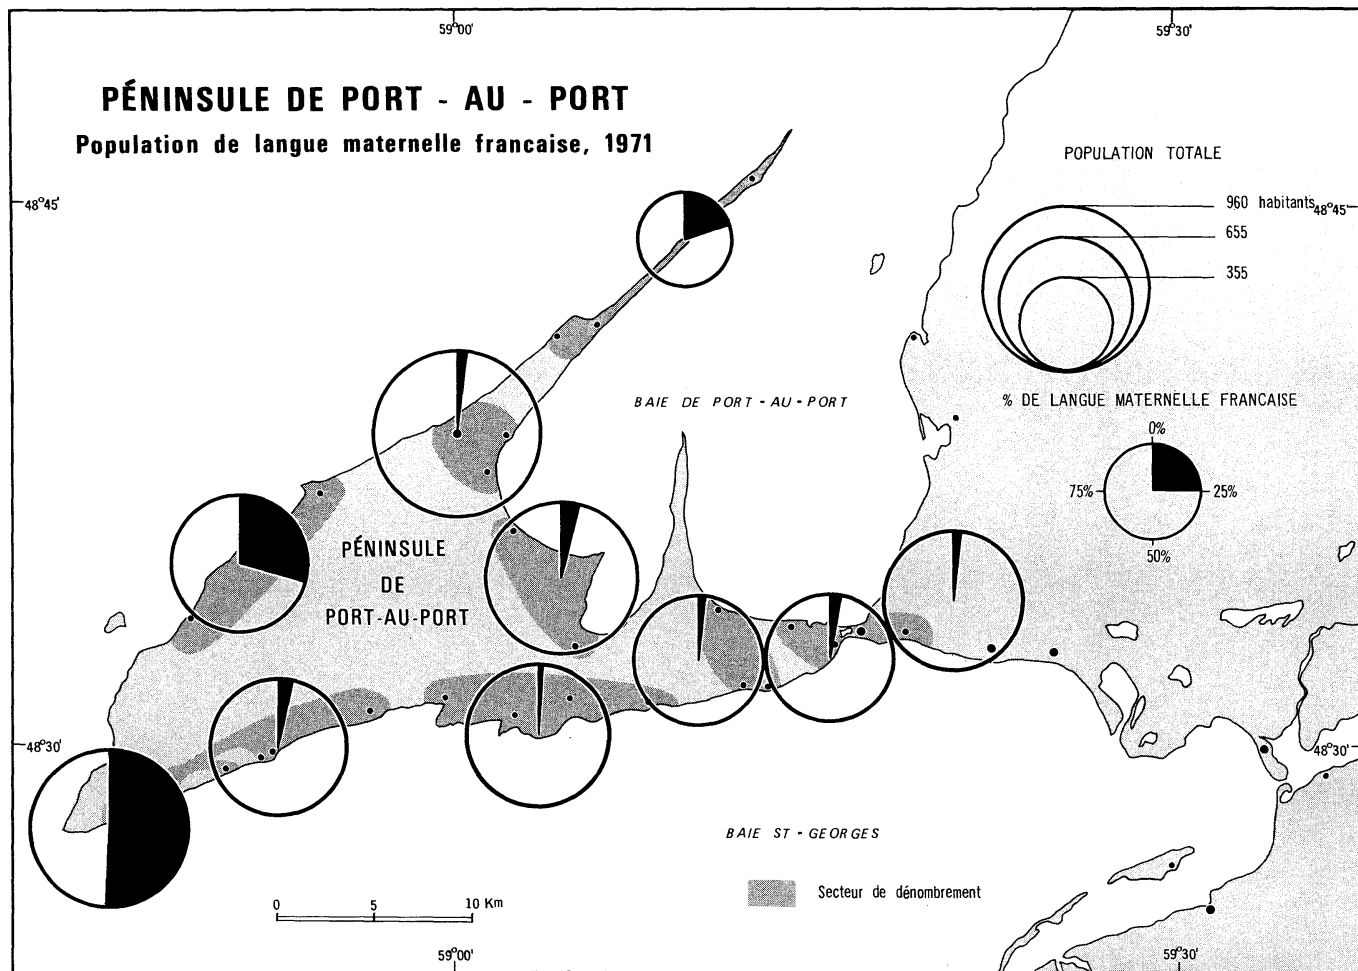 59°00'
59°30'
PÉNINSULE DE PORT - AU - PORT
Population de langue maternelle francaise, 1971
POPULATION TOTALE
48°45'
960 habitants
48°45'
655
355
BAIE DE PORT - AU - PORT
% DE LANGUE MATERNELLE FRANCAISE
0%
75%
25%
50%
PÉNINSULE
DE
PORT-AU-PORT
48°30'
48°30'
BAIE ST - GEORGES
Secteur de dénombrement
0 5 10 Km
59°00'
59°30'